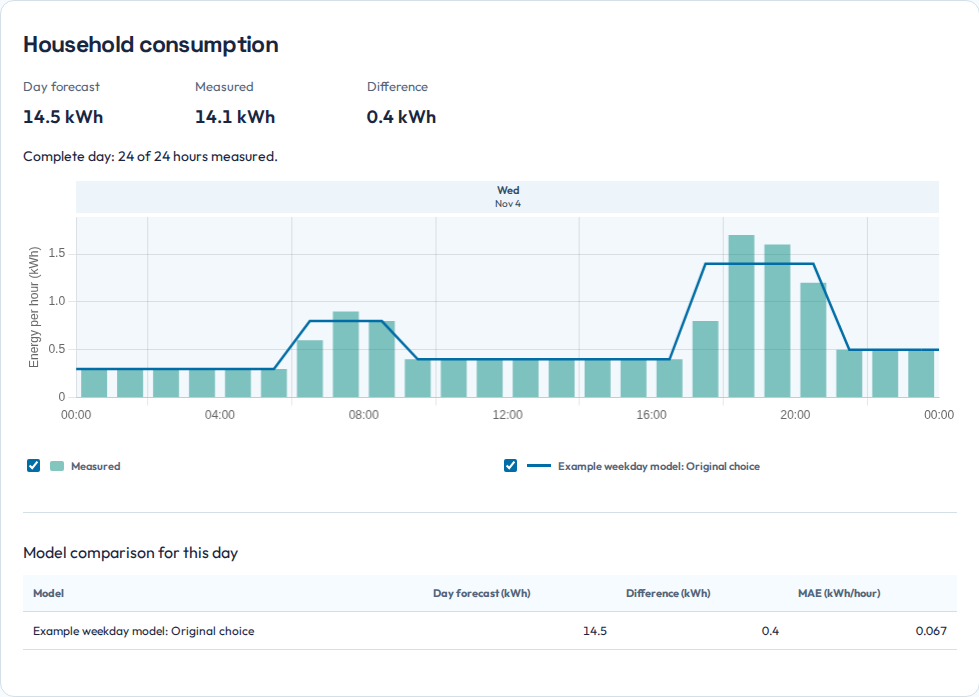 Household consumption
Day forecast Measured Difference
14.5 kWh 14.1 kWh 0.4 kWh
Complete day: 24 of 24 hours measured.
Wed
Nov 4
Energy per hour (kWh)
1.5
1.0
0.5
0
00:00 04:00 08:00 12:00 16:00 20:00 00:00
Measured Example weekday model: Original choice
Model comparison for this day
Model Day forecast (kWh) Difference (kWh) MAE (kWh/hour)
Example weekday model: Original choice 14.5 0.4 0.067